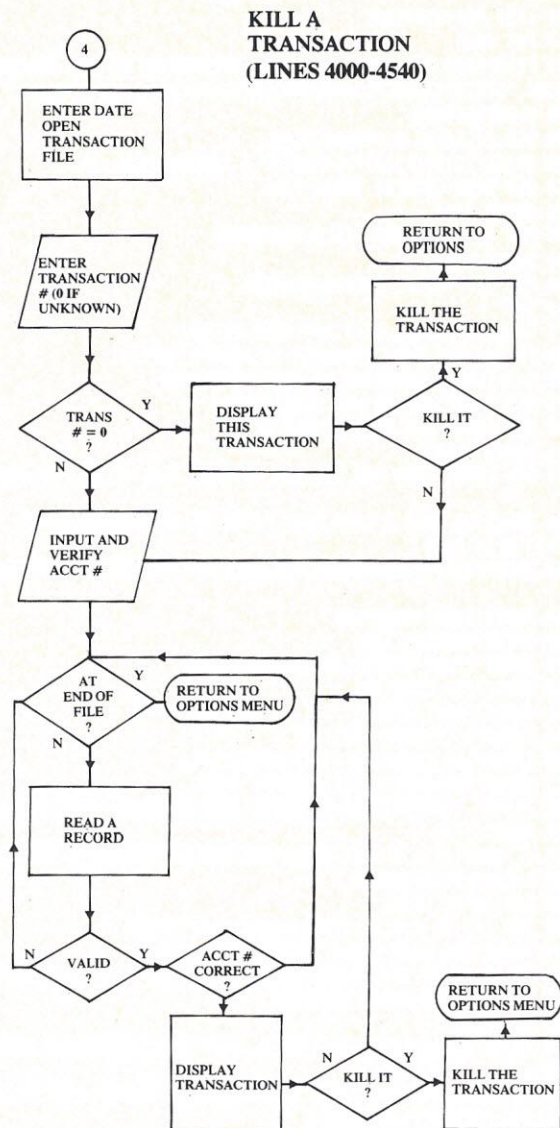 KILL A
TRANSACTION
(LINES 4000-4540)
4
ENTER DATE
OPEN
TRANSACTION
FILE
ENTER
TRANSACTION
# (0 IF
UNKNOWN)
TRANS
# = 0
?
Y
N
DISPLAY
THIS
TRANSACTION
KILL IT
?
Y
N
KILL THE
TRANSACTION
RETURN TO
OPTIONS
INPUT AND
VERIFY
ACCT #
AT
END OF
FILE
?
Y
N
RETURN TO
OPTIONS MENU
READ A
RECORD
VALID
?
N
Y
ACCT #
CORRECT
?
DISPLAY
TRANSACTION
KILL IT
?
N
Y
KILL THE
TRANSACTION
RETURN TO
OPTIONS MENU